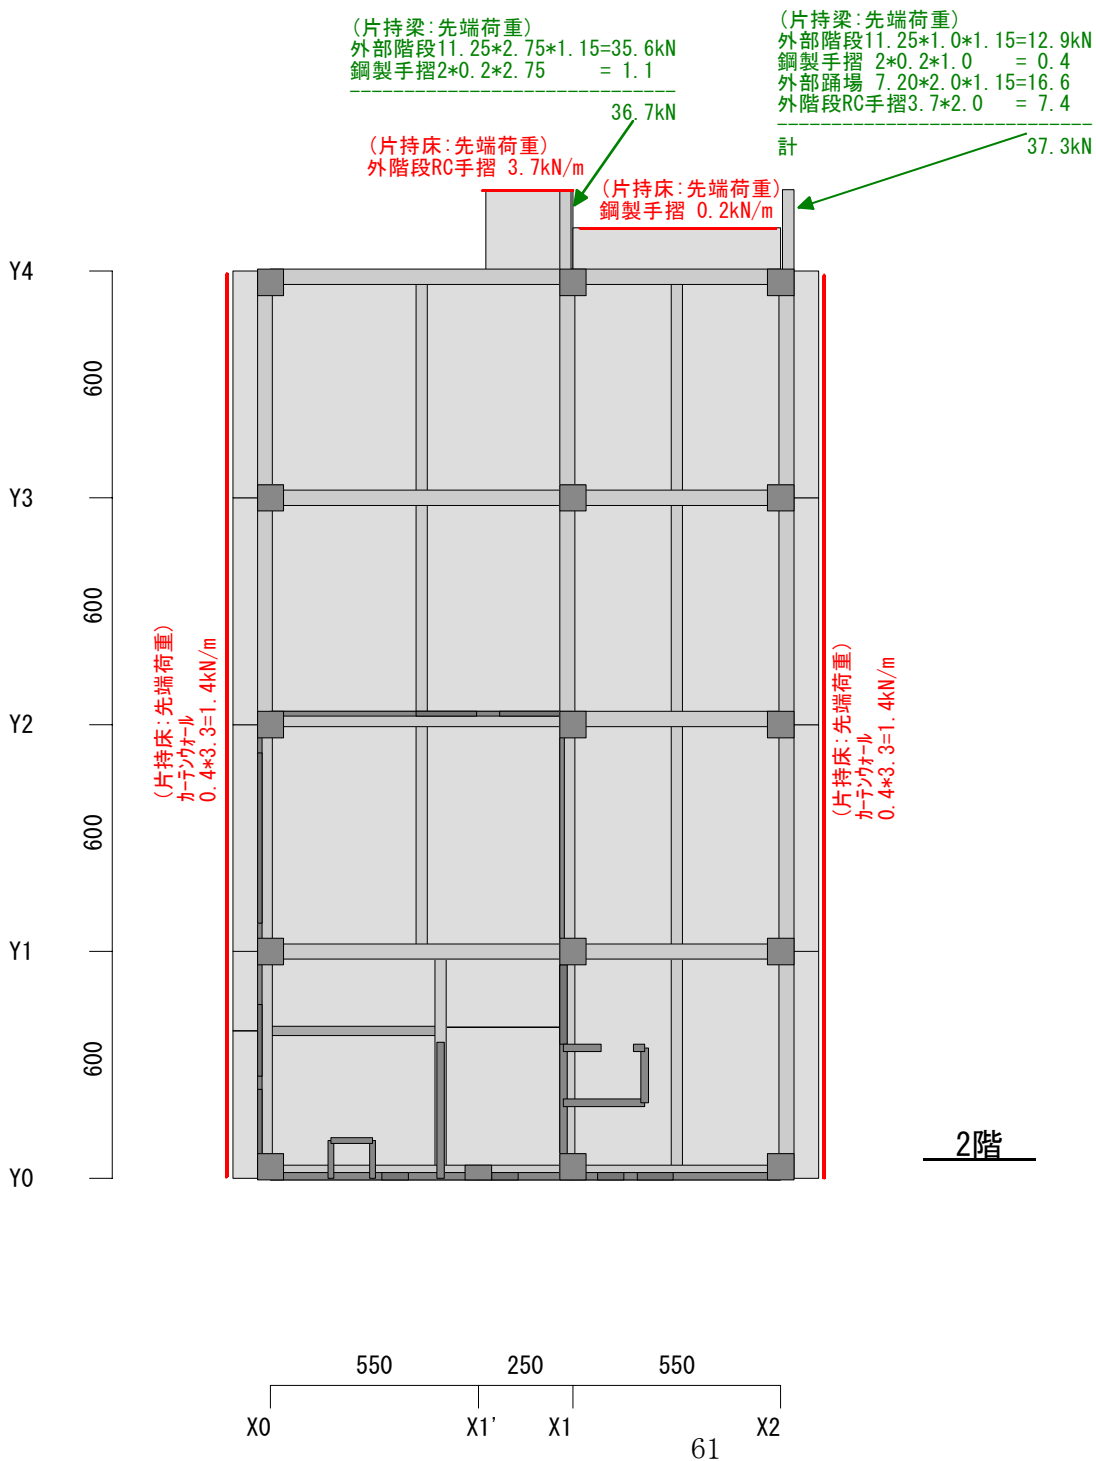 (片持梁:先端荷重)
外部階段11.25*2.75*1.15=35.6kN
鋼製手摺2*0.2*2.75 = 1.1
------------------------------
36.7kN
(片持梁:先端荷重)
外部階段11.25*1.0*1.15=12.9kN
鋼製手摺 2*0.2*1.0 = 0.4
外部踊場 7.20*2.0*1.15=16.6
外階段RC手摺3.7*2.0 = 7.4
-----------------------------
計 37.3kN
(片持床:先端荷重)
外階段RC手摺 3.7kN/m
(片持床:先端荷重)
鋼製手摺 0.2kN/m
Y4
600
Y3
600
(片持床:先端荷重)
カーテンウォール
0.4*3.3=1.4kN/m
(片持床:先端荷重)
カーテンウォール
0.4*3.3=1.4kN/m
Y2
600
Y1
600
Y0
2階
550 250 550
X0 X1' X1 X2
61